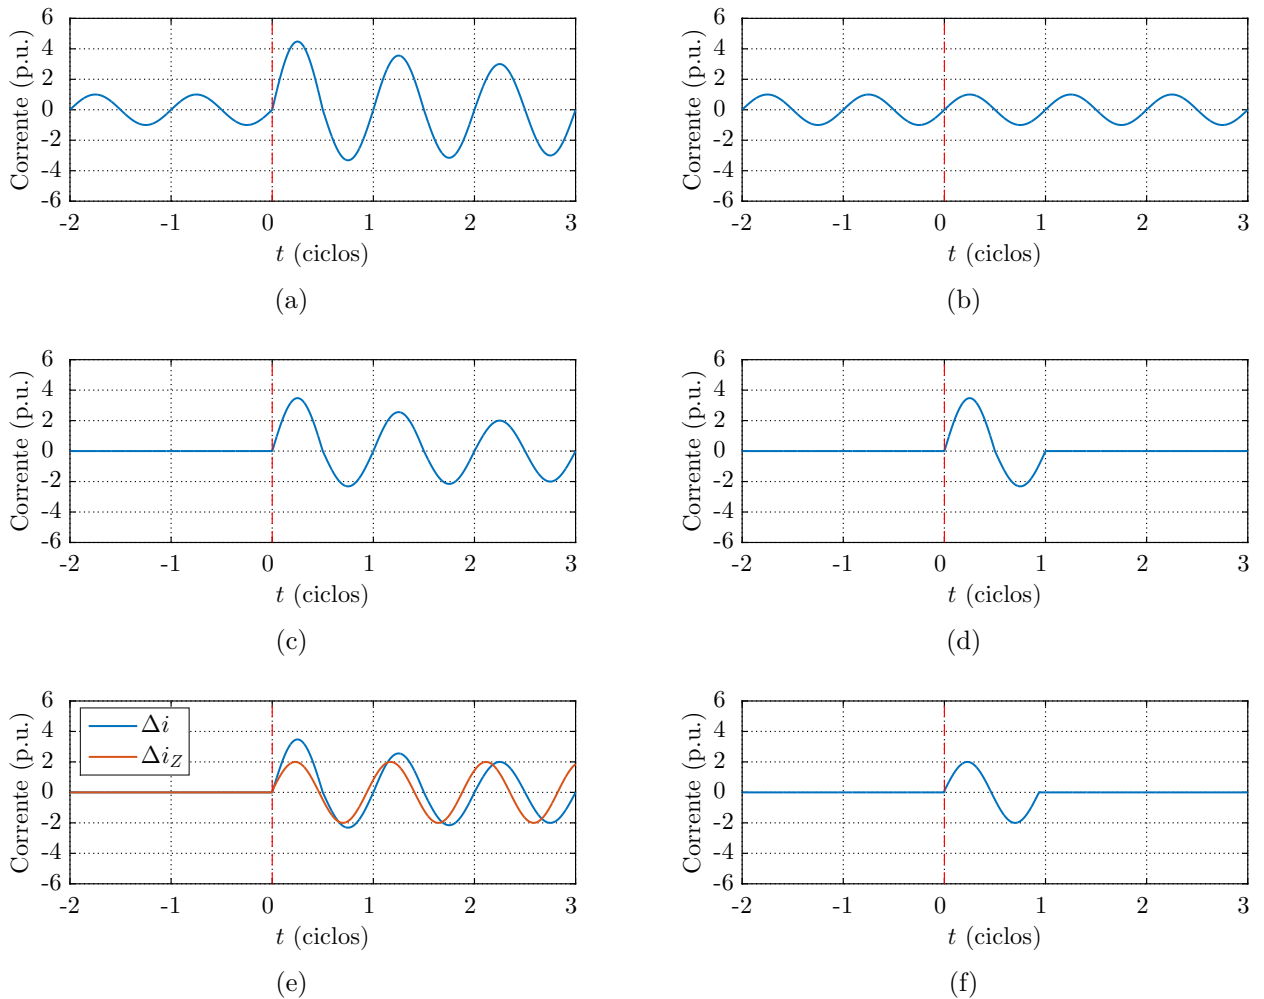 6
4
2
0
-2
-4
-6
Corrente (p.u.)
-2 -1 0 1 2 3
t (ciclos)
(a)
6
4
2
0
-2
-4
-6
Corrente (p.u.)
-2 -1 0 1 2 3
t (ciclos)
(b)
6
4
2
0
-2
-4
-6
Corrente (p.u.)
-2 -1 0 1 2 3
t (ciclos)
(c)
6
4
2
0
-2
-4
-6
Corrente (p.u.)
-2 -1 0 1 2 3
t (ciclos)
(d)
6
4
2
0
-2
-4
-6
Corrente (p.u.)
Δi
Δi_Z
-2 -1 0 1 2 3
t (ciclos)
(e)
6
4
2
0
-2
-4
-6
Corrente (p.u.)
-2 -1 0 1 2 3
t (ciclos)
(f)